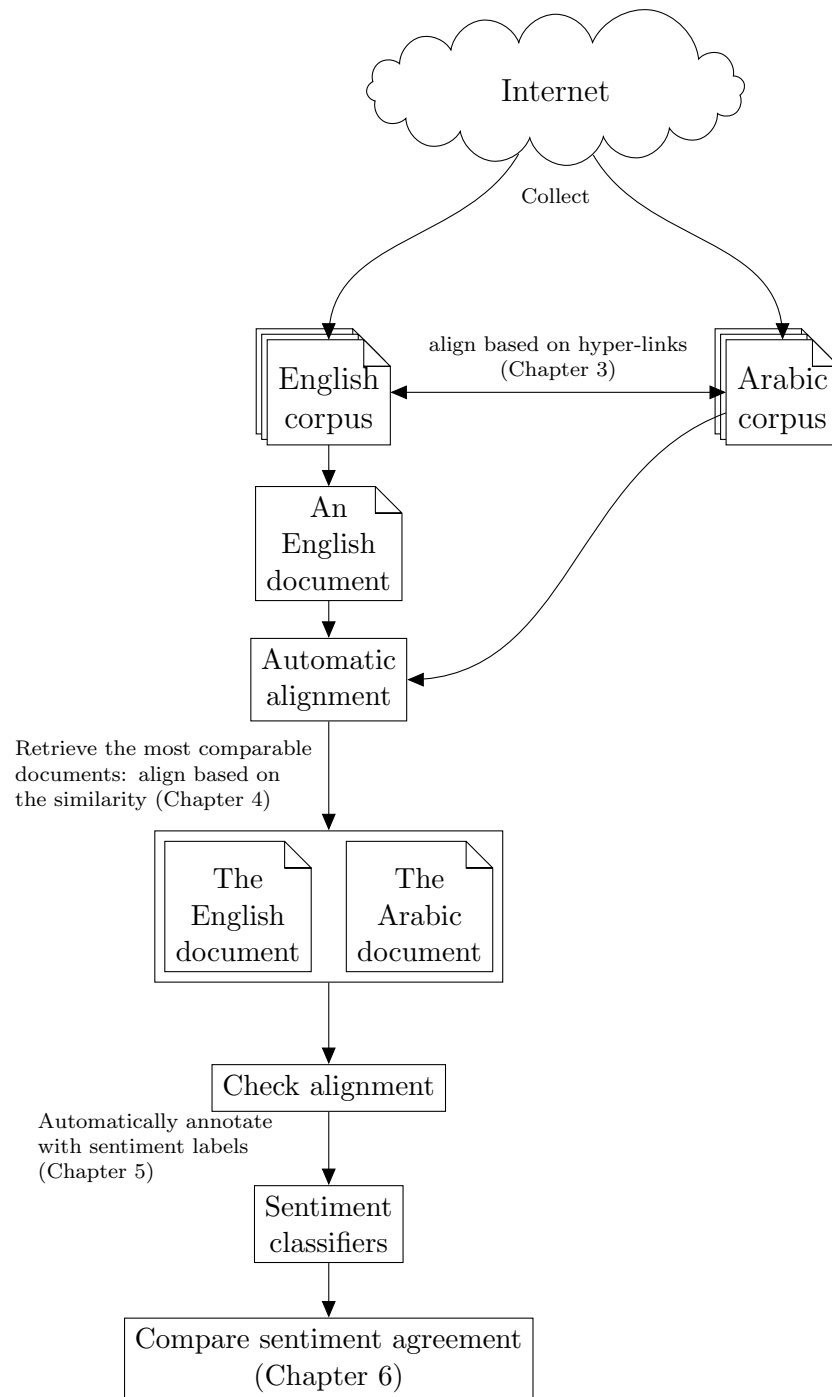 Internet
Collect
align based on hyper-links
(Chapter 3)
English
corpus
Arabic
corpus
An
English
document
Automatic
alignment
Retrieve the most comparable
documents: align based on
the similarity (Chapter 4)
The
English
document
The
Arabic
document
Check alignment
Automatically annotate
with sentiment labels
(Chapter 5)
Sentiment
classifiers
Compare sentiment agreement
(Chapter 6)